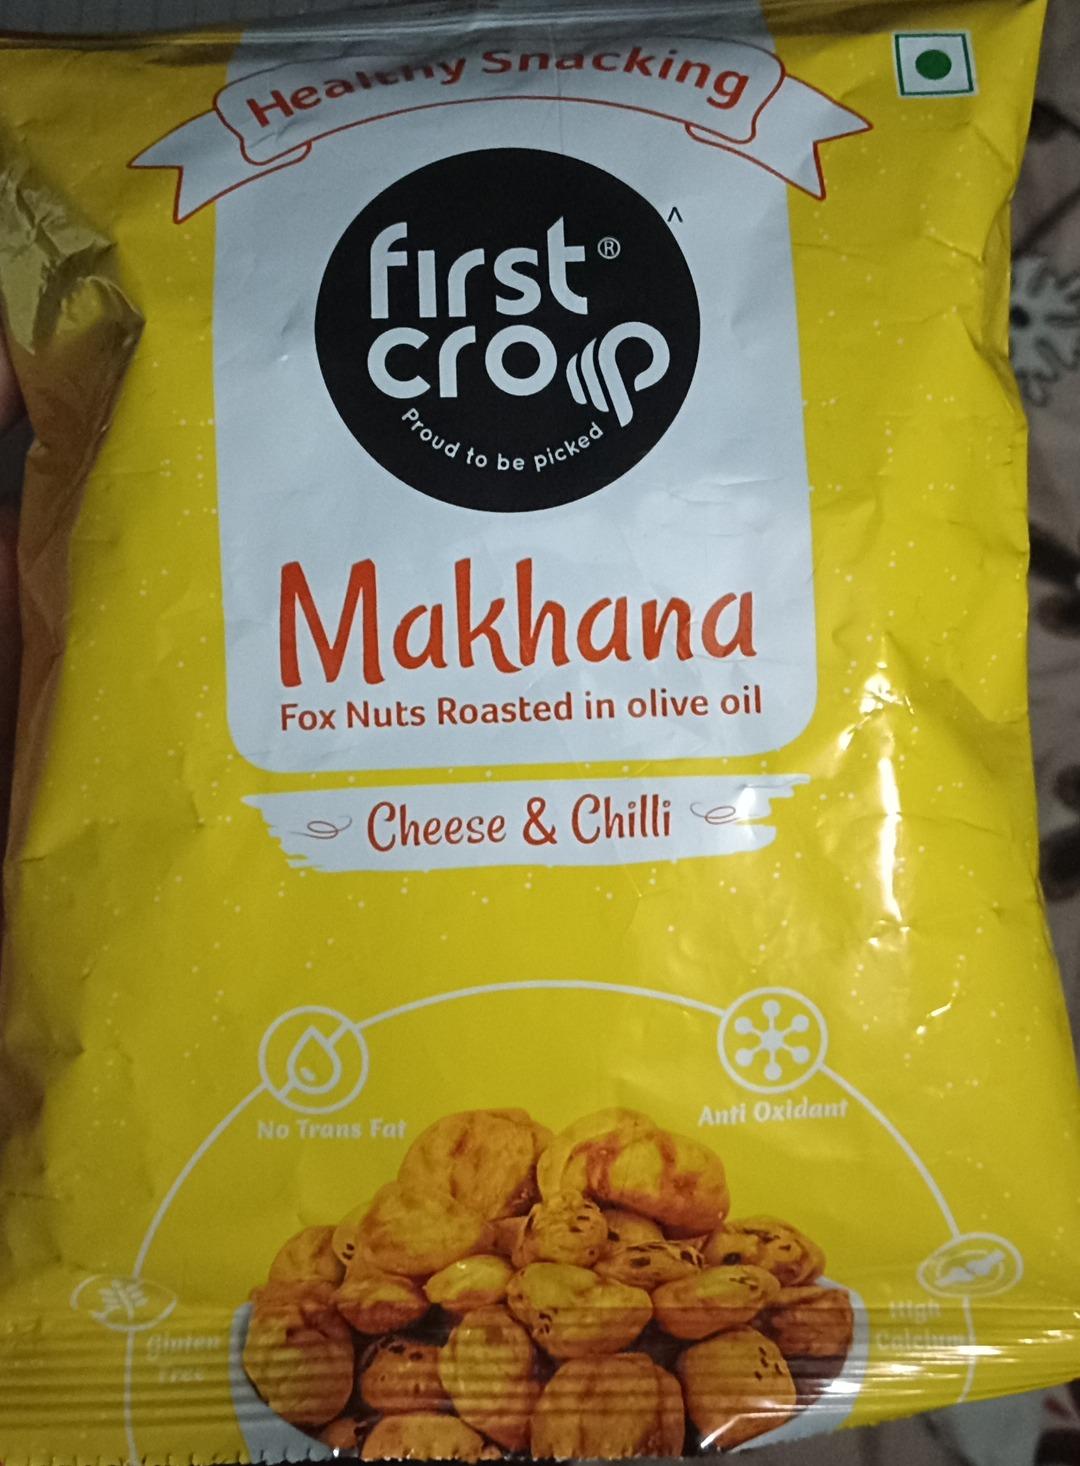 Healthy Snacking
first®
crop
^
Proud to be picked
Makhana
Fox Nuts Roasted in olive oil
Cheese & Chilli
No Trans Fat
Anti Oxidant
Gluten
Free
High
Calcium